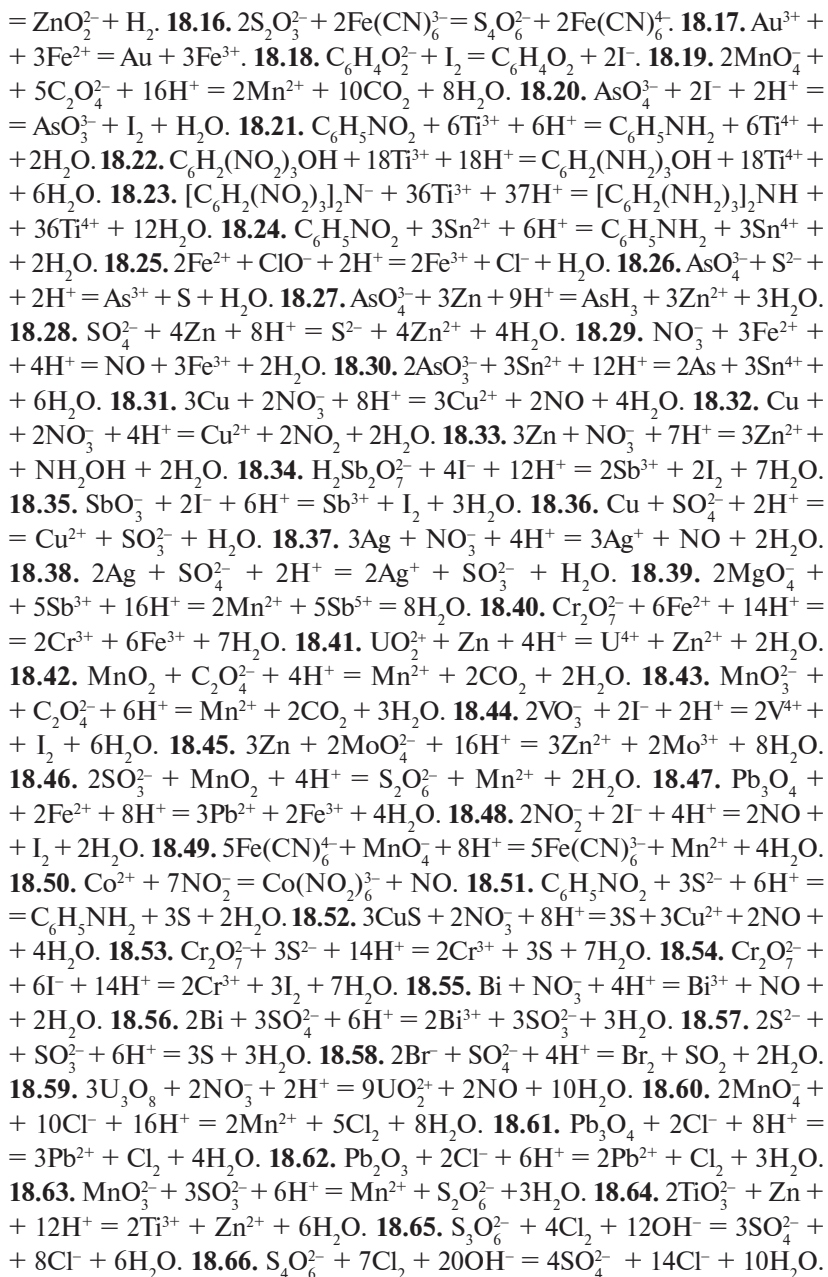 = ZnO₂²⁻ + H₂. 18.16. 2S₂O₃²⁻ + 2Fe(CN)₆³⁻ = S₄O₆²⁻ + 2Fe(CN)₆⁴⁻. 18.17. Au³⁺ +
+ 3Fe²⁺ = Au + 3Fe³⁺. 18.18. C₆H₄O₂²⁻ + I₂ = C₆H₄O₂ + 2I⁻. 18.19. 2MnO₄⁻ +
+ 5C₂O₄²⁻ + 16H⁺ = 2Mn²⁺ + 10CO₂ + 8H₂O. 18.20. AsO₄³⁻ + 2I⁻ + 2H⁺ =
= AsO₃³⁻ + I₂ + H₂O. 18.21. C₆H₅NO₂ + 6Ti³⁺ + 6H⁺ = C₆H₅NH₂ + 6Ti⁴⁺ +
+2H₂O. 18.22. C₆H₂(NO₂)₃OH + 18Ti³⁺ + 18H⁺ = C₆H₂(NH₂)₃OH + 18Ti⁴⁺ +
+ 6H₂O. 18.23. [C₆H₂(NO₂)₃]₂N⁻ + 36Ti³⁺ + 37H⁺ = [C₆H₂(NH₂)₃]₂NH +
+ 36Ti⁴⁺ + 12H₂O. 18.24. C₆H₅NO₂ + 3Sn²⁺ + 6H⁺ = C₆H₅NH₂ + 3Sn⁴⁺ +
+ 2H₂O. 18.25. 2Fe²⁺ + ClO⁻ + 2H⁺ = 2Fe³⁺ + Cl⁻ + H₂O. 18.26. AsO₄³⁻ + S²⁻ +
+ 2H⁺ = As³⁺ + S + H₂O. 18.27. AsO₄³⁻ + 3Zn + 9H⁺ = AsH₃ + 3Zn²⁺ + 3H₂O.
18.28. SO₄²⁻ + 4Zn + 8H⁺ = S²⁻ + 4Zn²⁺ + 4H₂O. 18.29. NO₃⁻ + 3Fe²⁺ +
+ 4H⁺ = NO + 3Fe³⁺ + 2H₂O. 18.30. 2AsO₃³⁻ + 3Sn²⁺ + 12H⁺ = 2As + 3Sn⁴⁺ +
+ 6H₂O. 18.31. 3Cu + 2NO₃⁻ + 8H⁺ = 3Cu²⁺ + 2NO + 4H₂O. 18.32. Cu +
+ 2NO₃⁻ + 4H⁺ = Cu²⁺ + 2NO₂ + 2H₂O. 18.33. 3Zn + NO₃⁻ + 7H⁺ = 3Zn²⁺ +
+ NH₂OH + 2H₂O. 18.34. H₂Sb₂O₇²⁻ + 4I⁻ + 12H⁺ = 2Sb³⁺ + 2I₂ + 7H₂O.
18.35. SbO₃⁻ + 2I⁻ + 6H⁺ = Sb³⁺ + I₂ + 3H₂O. 18.36. Cu + SO₄²⁻ + 2H⁺ =
= Cu²⁺ + SO₃²⁻ + H₂O. 18.37. 3Ag + NO₃⁻ + 4H⁺ = 3Ag⁺ + NO + 2H₂O.
18.38. 2Ag + SO₄²⁻ + 2H⁺ = 2Ag⁺ + SO₃²⁻ + H₂O. 18.39. 2MgO₄⁻ +
+ 5Sb³⁺ + 16H⁺ = 2Mn²⁺ + 5Sb⁵⁺ = 8H₂O. 18.40. Cr₂O₇²⁻ + 6Fe²⁺ + 14H⁺ =
= 2Cr³⁺ + 6Fe³⁺ + 7H₂O. 18.41. UO₂²⁺ + Zn + 4H⁺ = U⁴⁺ + Zn²⁺ + 2H₂O.
18.42. MnO₂ + C₂O₄²⁻ + 4H⁺ = Mn²⁺ + 2CO₂ + 2H₂O. 18.43. MnO₃²⁻ +
+ C₂O₄²⁻ + 6H⁺ = Mn²⁺ + 2CO₂ + 3H₂O. 18.44. 2VO₃⁻ + 2I⁻ + 2H⁺ = 2V⁴⁺ +
+ I₂ + 6H₂O. 18.45. 3Zn + 2MoO₄²⁻ + 16H⁺ = 3Zn²⁺ + 2Mo³⁺ + 8H₂O.
18.46. 2SO₃²⁻ + MnO₂ + 4H⁺ = S₂O₆²⁻ + Mn²⁺ + 2H₂O. 18.47. Pb₃O₄ +
+ 2Fe²⁺ + 8H⁺ = 3Pb²⁺ + 2Fe³⁺ + 4H₂O. 18.48. 2NO₂⁻ + 2I⁻ + 4H⁺ = 2NO +
+ I₂ + 2H₂O. 18.49. 5Fe(CN)₆⁴⁻ + MnO₄⁻ + 8H⁺ = 5Fe(CN)₆³⁻ + Mn²⁺ + 4H₂O.
18.50. Co²⁺ + 7NO₂⁻ = Co(NO₂)₆³⁻ + NO. 18.51. C₆H₅NO₂ + 3S²⁻ + 6H⁺ =
= C₆H₅NH₂ + 3S + 2H₂O. 18.52. 3CuS + 2NO₃⁻ + 8H⁺ = 3S + 3Cu²⁺ + 2NO +
+ 4H₂O. 18.53. Cr₂O₇²⁻ + 3S²⁻ + 14H⁺ = 2Cr³⁺ + 3S + 7H₂O. 18.54. Cr₂O₇²⁻ +
+ 6I⁻ + 14H⁺ = 2Cr³⁺ + 3I₂ + 7H₂O. 18.55. Bi + NO₃⁻ + 4H⁺ = Bi³⁺ + NO +
+ 2H₂O. 18.56. 2Bi + 3SO₄²⁻ + 6H⁺ = 2Bi³⁺ + 3SO₃²⁻ + 3H₂O. 18.57. 2S²⁻ +
+ SO₃²⁻ + 6H⁺ = 3S + 3H₂O. 18.58. 2Br⁻ + SO₄²⁻ + 4H⁺ = Br₂ + SO₂ + 2H₂O.
18.59. 3U₃O₈ + 2NO₃⁻ + 2H⁺ = 9UO₂²⁺ + 2NO + 10H₂O. 18.60. 2MnO₄⁻ +
+ 10Cl⁻ + 16H⁺ = 2Mn²⁺ + 5Cl₂ + 8H₂O. 18.61. Pb₃O₄ + 2Cl⁻ + 8H⁺ =
= 3Pb²⁺ + Cl₂ + 4H₂O. 18.62. Pb₂O₃ + 2Cl⁻ + 6H⁺ = 2Pb²⁺ + Cl₂ + 3H₂O.
18.63. MnO₃²⁻ + 3SO₃²⁻ + 6H⁺ = Mn²⁺ + S₂O₆²⁻ +3H₂O. 18.64. 2TiO₃²⁻ + Zn +
+ 12H⁺ = 2Ti³⁺ + Zn²⁺ + 6H₂O. 18.65. S₃O₆²⁻ + 4Cl₂ + 12OH⁻ = 3SO₄²⁻ +
+ 8Cl⁻ + 6H₂O. 18.66. S₄O₆²⁻ + 7Cl₂ + 20OH⁻ = 4SO₄²⁻ + 14Cl⁻ + 10H₂O.